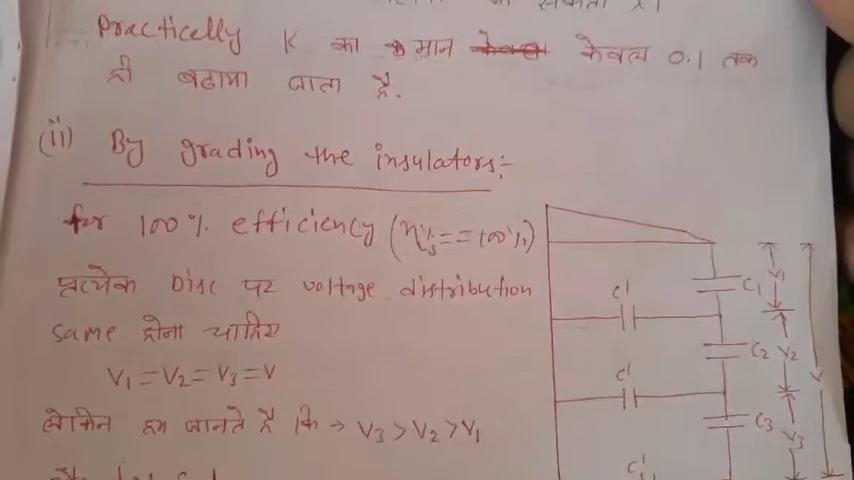 Practically K का मान केवल 0.1 तक
ही बढाया जाता है.
(ii) By grading the insulators:-
for 100% efficiency (η%s == 100%)
प्रत्येक Disc पर voltage distribution
same होना चाहिए
V₁ = V₂ = V₃ = V
लेकिन हम जानते है कि → V₃ > V₂ > V₁
C' C₁ V₁
C' C₂ V₂ V
C₃ V₃
C'